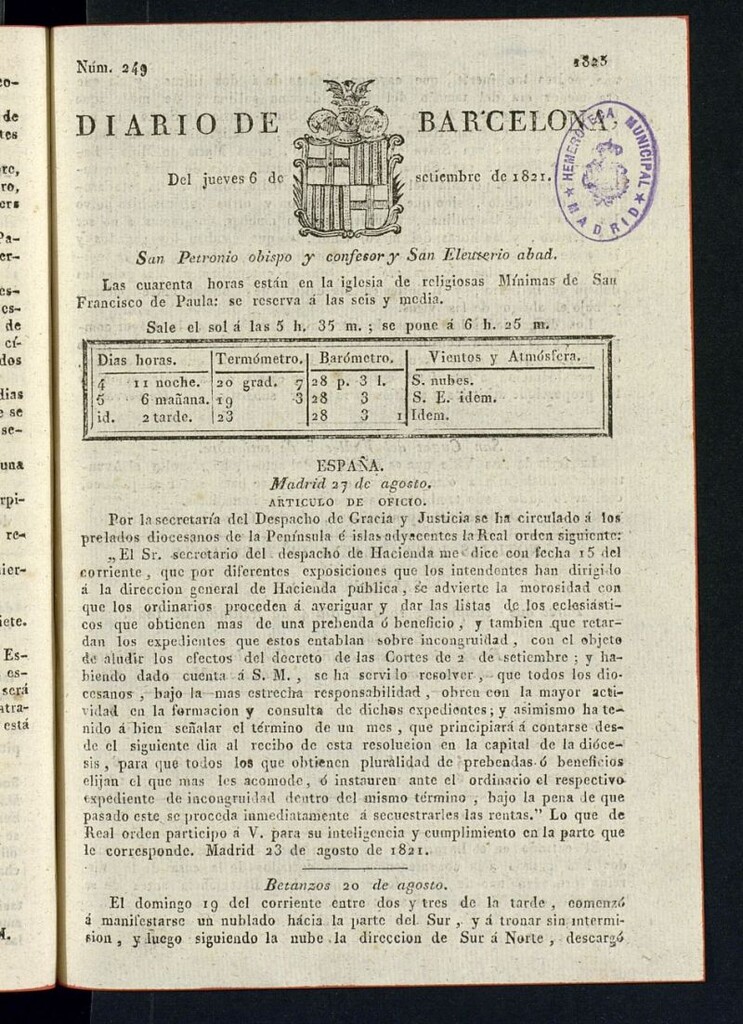 Núm. 249
1825
DIARIO DE BARCELONA,
Del jueves 6 de setiembre de 1821.
HEMEROTECA MUNICIPAL
★ MADRID ★
San Petronio obispo y confesor y San Eleuterio abad.
Las cuarenta horas están en la iglesia de religiosas Mínimas de San
Francisco de Paula: se reserva á las seis y media.
Sale el sol á las 5 h. 35 m.; se pone á 6 h. 25 m.
Dias horas. Termómetro. Barómetro. Vientos y Atmósfera.
4 11 noche. 20 grad. 7 28 p. 3 l. S. nubes.
5 6 mañana. 19 3 28 3 S. E. idem.
id. 2 tarde. 23 28 3 1 Idem.
ESPAÑA.
Madrid 27 de agosto.
ARTICULO DE OFICIO.
Por la secretaría del Despacho de Gracia y Justicia se ha circulado á los
prelados diocesanos de la Península é islas adyacentes la Real orden siguiente:
„El Sr. secretario del despacho de Hacienda me dice con fecha 15 del
corriente, que por diferentes exposiciones que los intendentes han dirigido
á la direccion general de Hacienda pública, se advierte la morosidad con
que los ordinarios proceden á averiguar y dar las listas de los eclesiásti-
cos que obtienen mas de una prebenda ó beneficio, y tambien que retar-
dan los expedientes que estos entablan sobre incongruidad, con el objeto
de aludir los efectos del decreto de las Cortes de 2 de setiembre; y ha-
biendo dado cuenta á S. M., se ha servido resolver, que todos los dio-
cesanos, bajo la mas estrecha responsabilidad, obren con la mayor acti-
vidad en la formacion y consulta de dichos expedientes; y asimismo ha te-
nido á bien señalar el término de un mes, que principiará á contarse des-
de el siguiente dia al recibo de esta resolucion en la capital de la dióce-
sis, para que todos los que obtienen pluralidad de prebendas ó beneficios
elijan el que mas les acomode, ó instauren ante el ordinario el respectivo
expediente de incongruidad dentro del mismo término, bajo la pena de que
pasado este se proceda inmediatamente á secuestrarles las rentas." Lo que de
Real orden participo á V. para su inteligencia y cumplimiento en la parte que
le corresponde. Madrid 23 de agosto de 1821.
Betanzos 20 de agosto.
El domingo 19 del corriente entre dos y tres de la tarde, comenzó
á manifestarse un nublado hácia la parte del Sur, y á tronar sin intermi-
sion, y luego siguiendo la nube la direccion de Sur á Norte, descargó